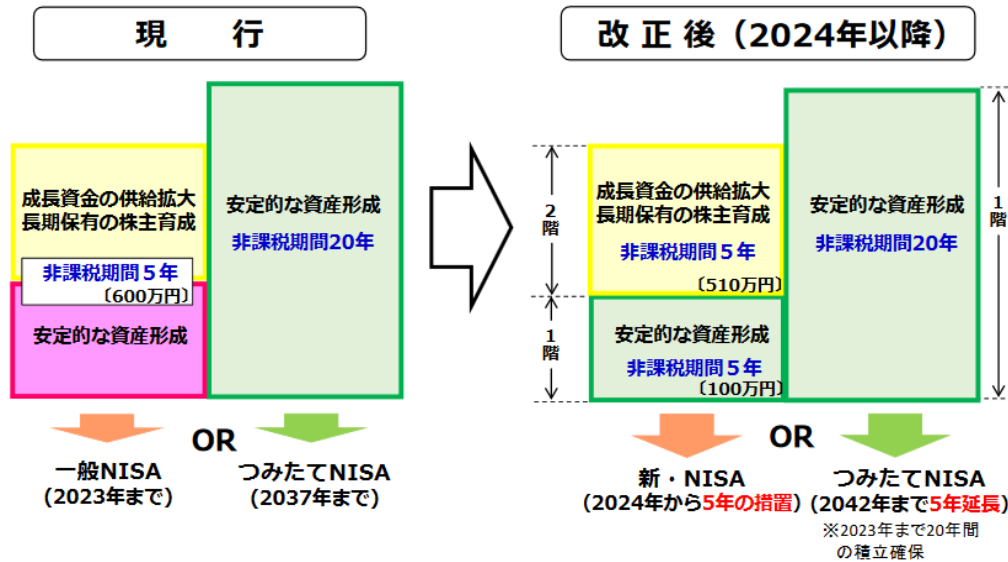 現 行
改正後（2024年以降）
成長資金の供給拡大
長期保有の株主育成
非課税期間５年
〔600万円〕
安定的な資産形成
安定的な資産形成
非課税期間20年
2階
1階
成長資金の供給拡大
長期保有の株主育成
非課税期間５年
〔510万円〕
安定的な資産形成
非課税期間５年
〔100万円〕
安定的な資産形成
非課税期間20年
1階
OR
一般NISA
（2023年まで）
つみたてNISA
（2037年まで）
OR
新・NISA
（2024年から5年の措置）
つみたてNISA
（2042年まで5年延長）
※2023年まで20年間
の積立確保